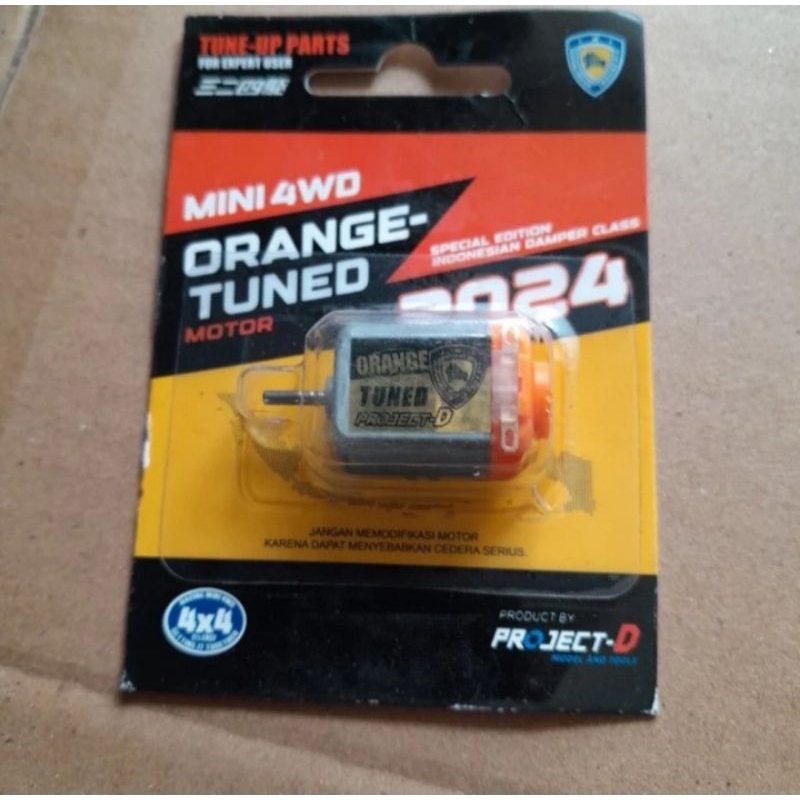 TUNE-UP PARTS
FOR EXPERT USER
ミニ四駆
MINI 4WD
ORANGE-
TUNED
MOTOR
SPECIAL EDITION
INDONESIAN DAMPER CLASS
2024
ORANGE
TUNED
PROJECT-D
JANGAN MEMODIFIKASI MOTOR
KARENA DAPAT MENYEBABKAN CEDERA SERIUS.
4x4
PRODUCT BY
PROJECT-D
MODEL AND TOOLS